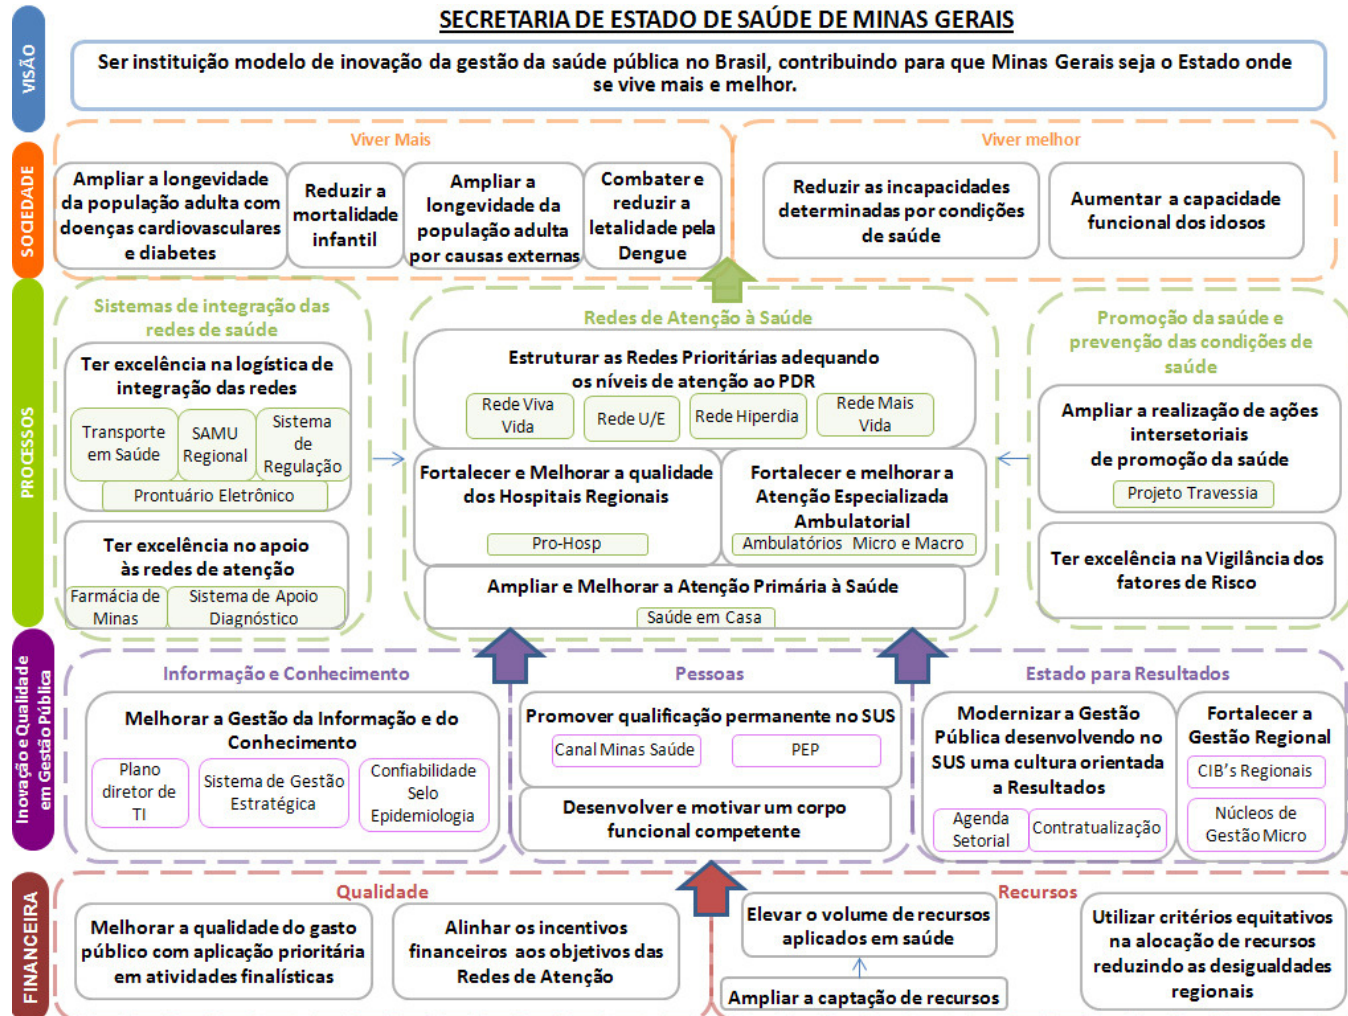 SECRETARIA DE ESTADO DE SAÚDE DE MINAS GERAIS
VISÃO
Ser instituição modelo de inovação da gestão da saúde pública no Brasil, contribuindo para que Minas Gerais seja o Estado onde
se vive mais e melhor.
SOCIEDADE
Viver Mais
Ampliar a longevidade
da população adulta com
doenças cardiovasculares
e diabetes
Reduzir a
mortalidade
infantil
Ampliar a
longevidade da
população adulta
por causas externas
Combater e
reduzir a
letalidade pela
Dengue
Viver melhor
Reduzir as incapacidades
determinadas por condições
de saúde
Aumentar a capacidade
funcional dos idosos
PROCESSOS
Sistemas de integração das
redes de saúde
Ter excelência na logística de
integração das redes
Transporte
em Saúde
SAMU
Regional
Sistema
de
Regulação
Prontuário Eletrônico
Ter excelência no apoio
às redes de atenção
Farmácia de
Minas
Sistema de Apoio
Diagnóstico
Redes de Atenção à Saúde
Estruturar as Redes Prioritárias adequando
os níveis de atenção ao PDR
Rede Viva
Vida
Rede U/E
Rede Hiperdia
Rede Mais
Vida
Fortalecer e Melhorar a qualidade
dos Hospitais Regionais
Pro-Hosp
Fortalecer e melhorar a
Atenção Especializada
Ambulatorial
Ambulatórios Micro e Macro
Ampliar e Melhorar a Atenção Primária à Saúde
Saúde em Casa
Promoção da saúde e
prevenção das condições de
saúde
Ampliar a realização de ações
intersetoriais
de promoção da saúde
Projeto Travessia
Ter excelência na Vigilância dos
fatores de Risco
Inovação e Qualidade
em Gestão Pública
Informação e Conhecimento
Melhorar a Gestão da Informação e do
Conhecimento
Plano
diretor de
TI
Sistema de Gestão
Estratégica
Confiabilidade
Selo
Epidemiologia
Pessoas
Promover qualificação permanente no SUS
Canal Minas Saúde
PEP
Desenvolver e motivar um corpo
funcional competente
Estado para Resultados
Modernizar a Gestão
Pública desenvolvendo no
SUS uma cultura orientada
a Resultados
Agenda
Setorial
Contratualização
Fortalecer a
Gestão Regional
CIB's Regionais
Núcleos de
Gestão Micro
FINANCEIRA
Qualidade
Melhorar a qualidade do gasto
público com aplicação prioritária
em atividades finalísticas
Alinhar os incentivos
financeiros aos objetivos das
Redes de Atenção
Recursos
Elevar o volume de recursos
aplicados em saúde
Ampliar a captação de recursos
Utilizar critérios equitativos
na alocação de recursos
reduzindo as desigualdades
regionais